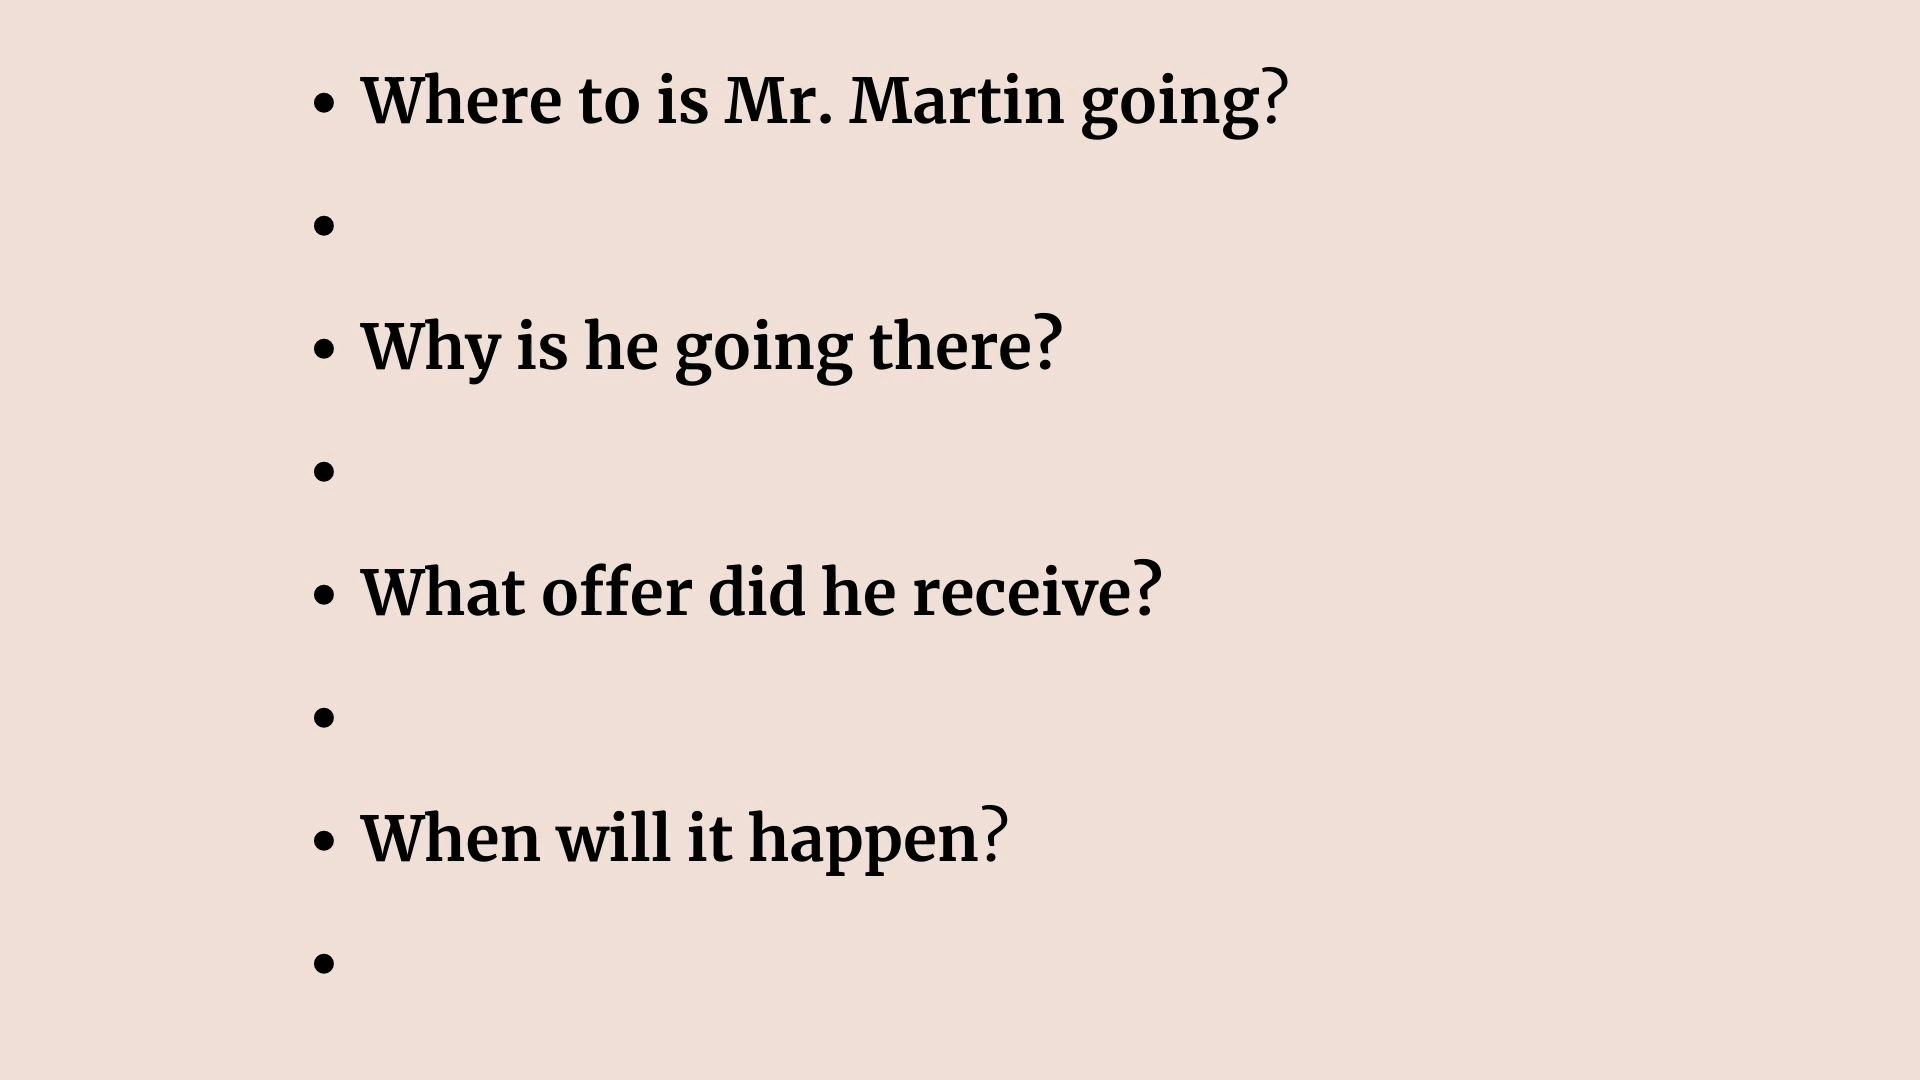 • Where to is Mr. Martin going?
•
• Why is he going there?
•
• What offer did he receive?
•
• When will it happen?
•